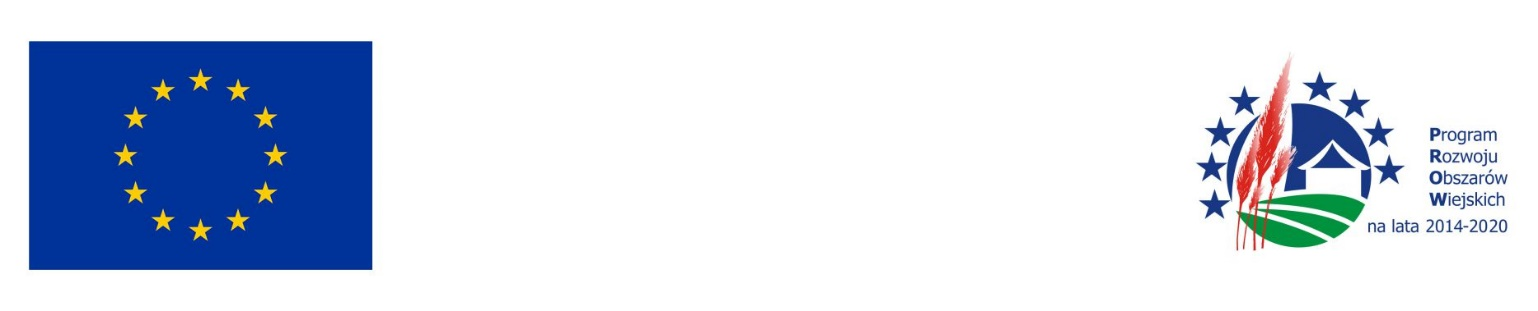 Program
Rozwoju
Obszarów
Wiejskich
na lata 2014-2020